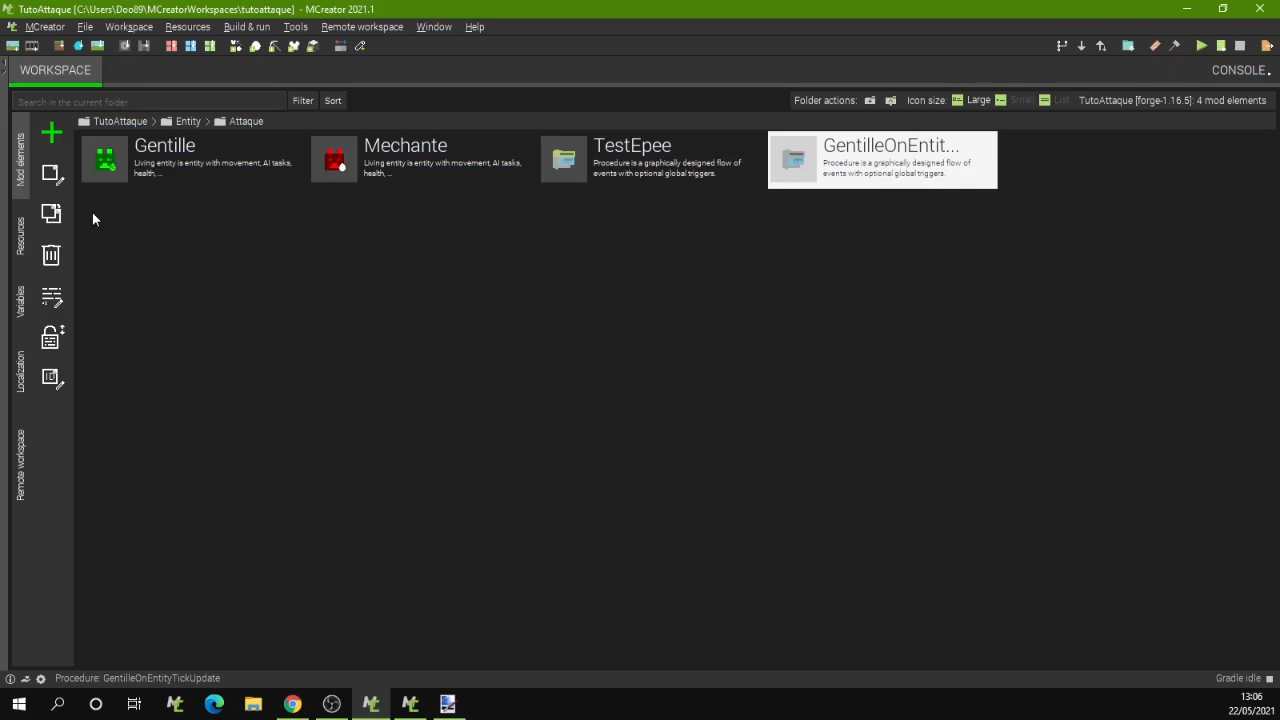 TutoAttaque [C:\Users\Doo89\MCreatorWorkspaces\tutoattaque] - MCreator 2021.1
MCreator File Workspace Resources Build & run Tools Remote workspace Window Help
WORKSPACE
CONSOLE
Search in the current folder
Filter
Sort
Folder actions:
Icon size: Large Small List
TutoAttaque [forge-1.16.5]: 4 mod elements
TutoAttaque > Entity > Attaque
Mod elements
Resources
Variables
Localization
Remote workspace
Gentille
Living entity is entity with movement, AI tasks,
health, ...
Mechante
Living entity is entity with movement, AI tasks,
health, ...
TestEpee
Procedure is a graphically designed flow of
events with optional global triggers.
GentilleOnEntit...
Procedure is a graphically designed flow of
events with optional global triggers.
ID
Procedure: GentilleOnEntityTickUpdate
Gradle idle
13:06
22/05/2021